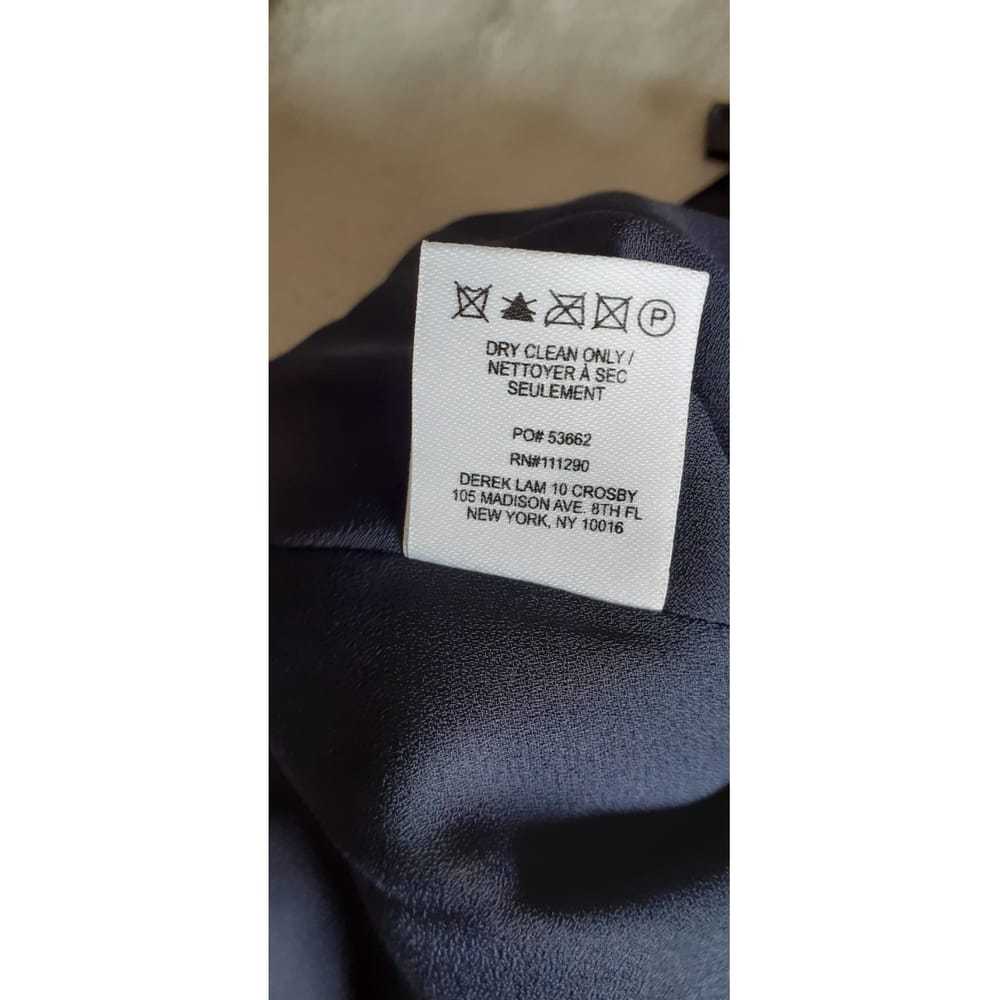 P
DRY CLEAN ONLY /
NETTOYER À SEC
SEULEMENT
PO# 53662
RN#111290
DEREK LAM 10 CROSBY
105 MADISON AVE. 8TH FL
NEW YORK, NY 10016